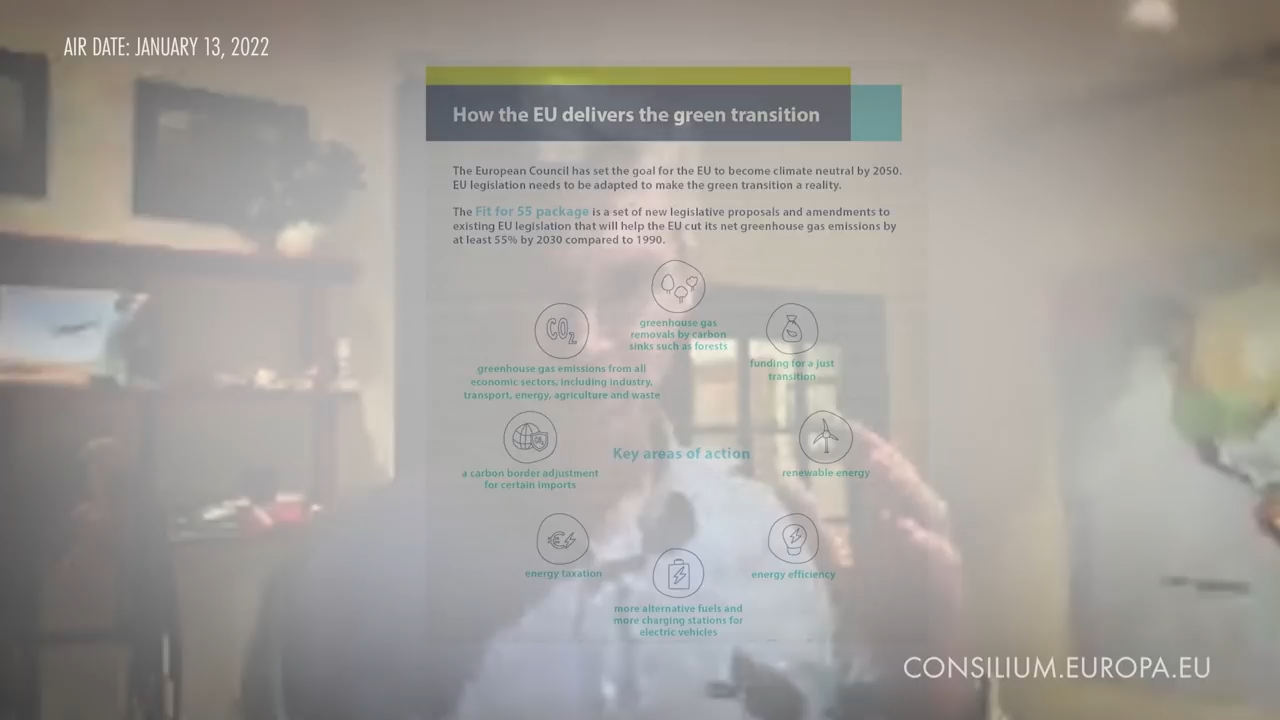 AIR DATE: JANUARY 13, 2022
How the EU delivers the green transition
The European Council has set the goal for the EU to become climate neutral by 2050.
EU legislation needs to be adapted to make the green transition a reality.
The Fit for 55 package is a set of new legislative proposals and amendments to
existing EU legislation that will help the EU cut its net greenhouse gas emissions by
at least 55% by 2030 compared to 1990.
greenhouse gas
removals by carbon
sinks such as forests
CO2
greenhouse gas emissions from all
economic sectors, including industry,
transport, energy, agriculture and waste
funding for a just
transition
Key areas of action
a carbon border adjustment
for certain imports
renewable energy
energy taxation
energy efficiency
more alternative fuels and
more charging stations for
electric vehicles
CONSILIUM.EUROPA.EU